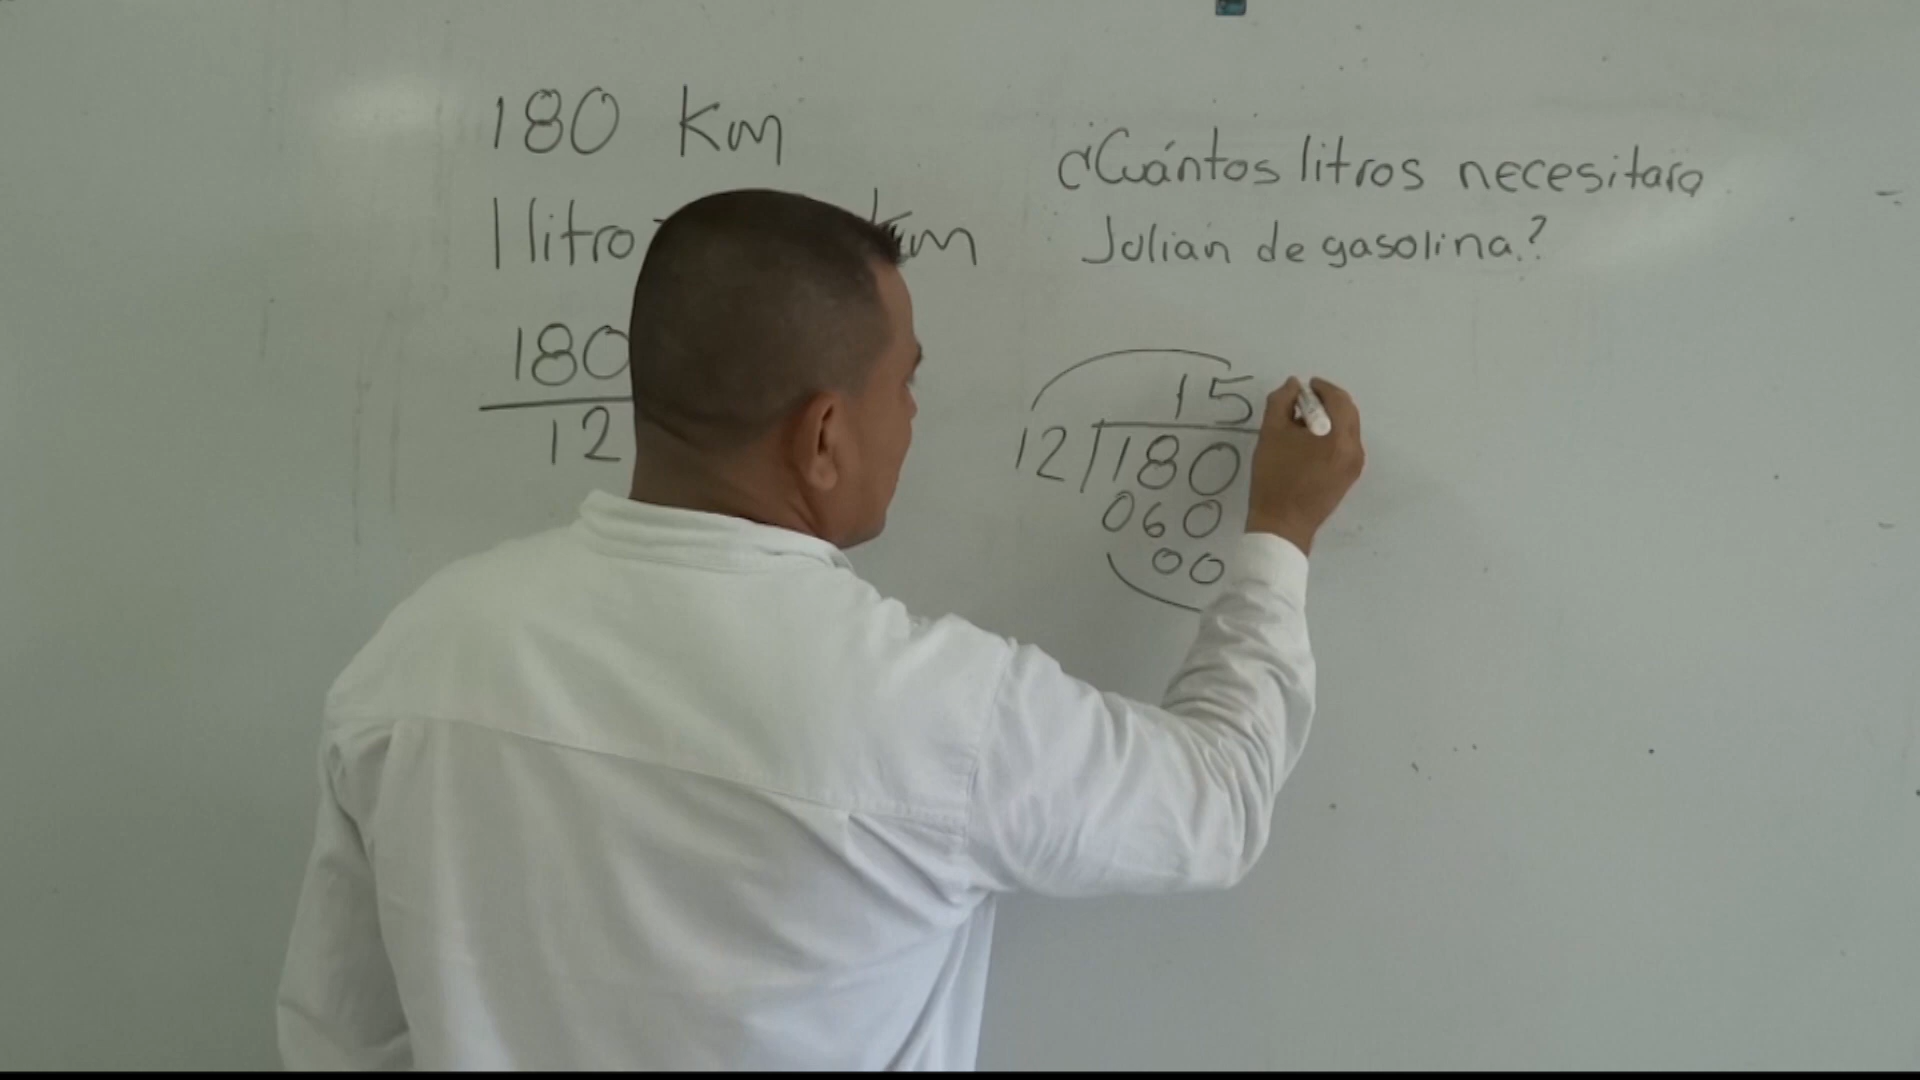 180 Km
1 litro km
180
12
¿Cuántos litros necesitara
Julian de gasolina?
15
12 180
060
00